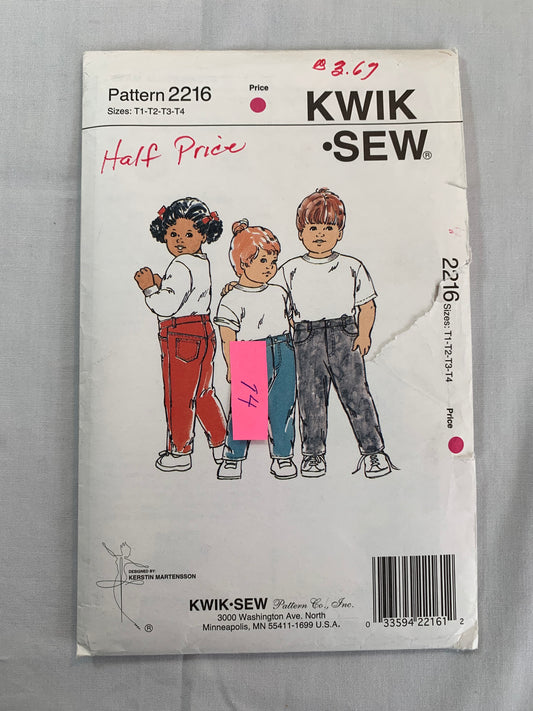 $ 3.67
Pattern 2216
Sizes: T1-T2-T3-T4
Price
KWIK
•SEW®
Half Price
2216 Sizes: T1-T2-T3-T4
Price
T4
DESIGNED BY:
KERSTIN MARTENSSON
®
KWIK•SEW Pattern Co., Inc.
3000 Washington Ave. North
Minneapolis, MN 55411-1699 U.S.A.
0 33594 22161 2